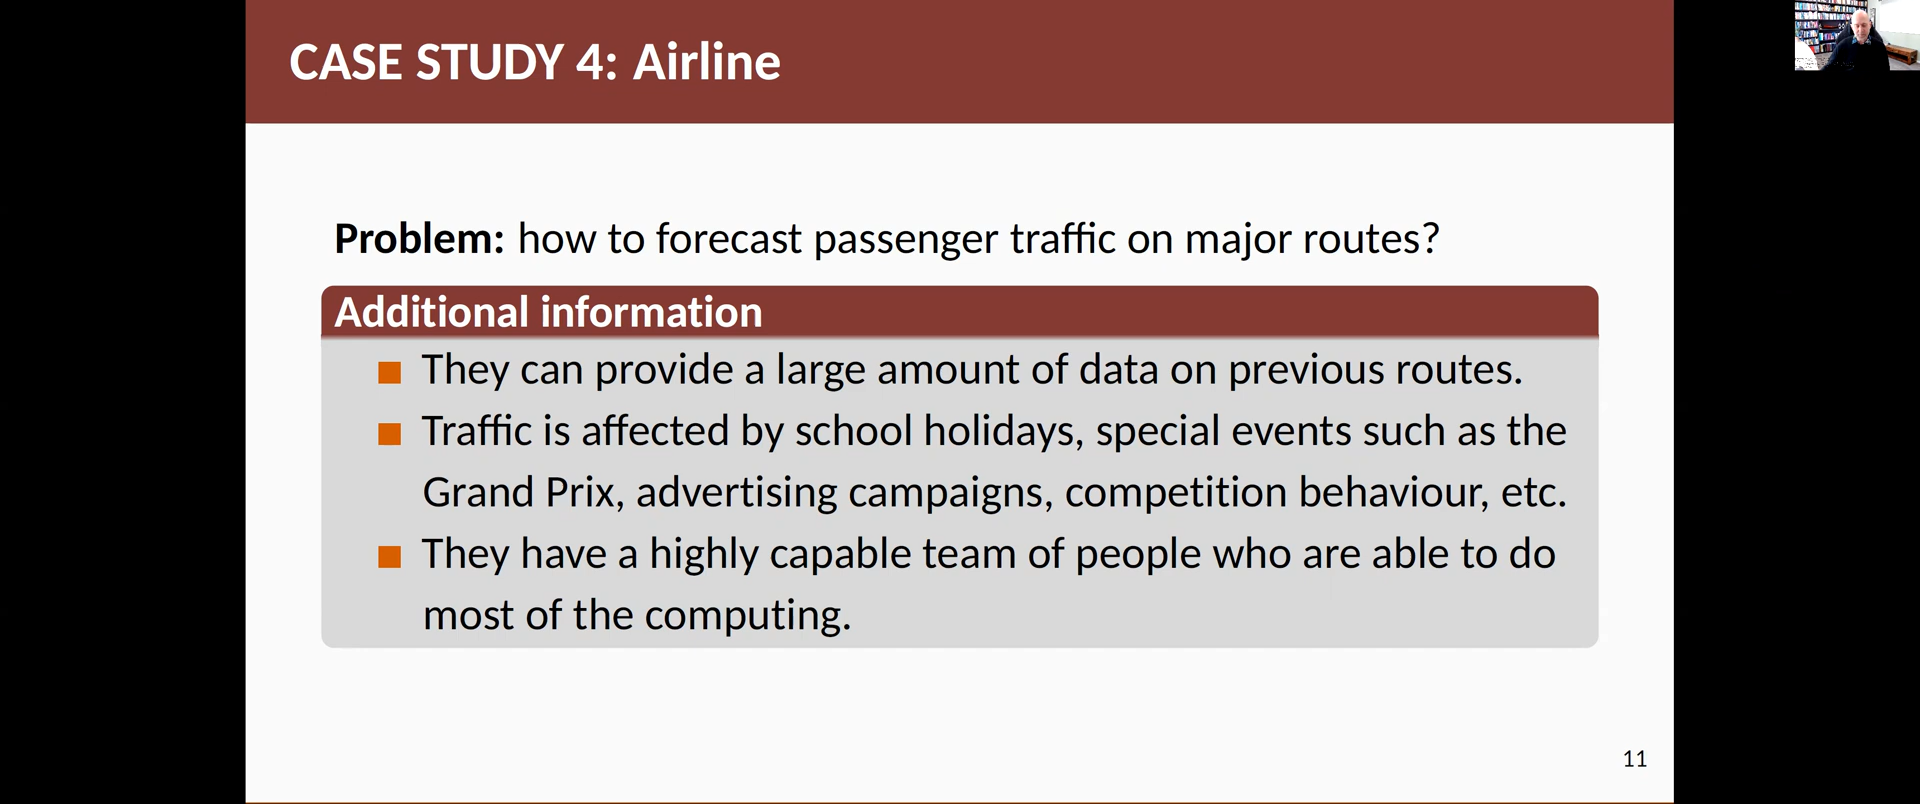 CASE STUDY 4: Airline
Problem: how to forecast passenger traffic on major routes?
Additional information
They can provide a large amount of data on previous routes.
Traffic is affected by school holidays, special events such as the
Grand Prix, advertising campaigns, competition behaviour, etc.
They have a highly capable team of people who are able to do
most of the computing.
11